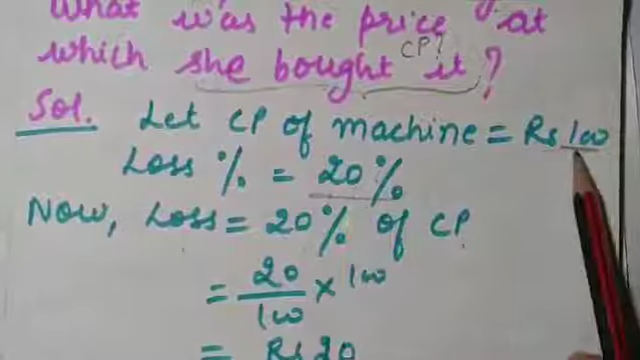 What was the price at
which she bought it?
CP?
Sol. Let CP of machine = Rs 100
Loss % = 20%
Now, Loss = 20% of CP
= 20/100 × 100
= Rs 20